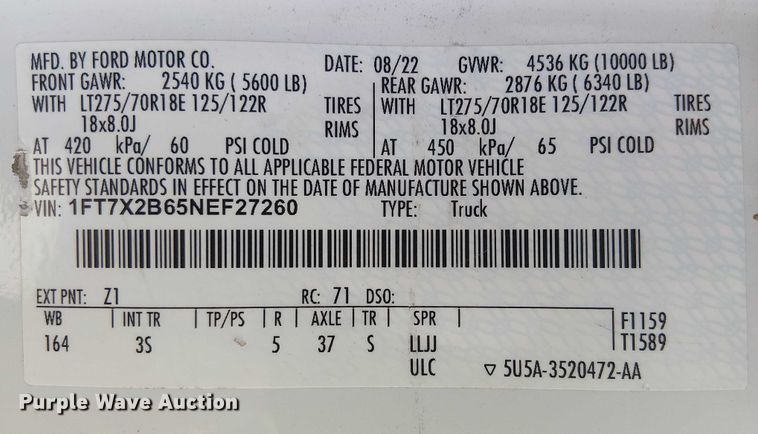 MFD. BY FORD MOTOR CO. DATE: 08/22 GVWR: 4536 KG (10000 LB)
FRONT GAWR: 2540 KG ( 5600 LB) REAR GAWR: 2876 KG ( 6340 LB)
WITH LT275/70R18E 125/122R TIRES WITH LT275/70R18E 125/122R TIRES
18x8.0J RIMS 18x8.0J RIMS
AT 420 kPa/ 60 PSI COLD AT 450 kPa/ 65 PSI COLD
THIS VEHICLE CONFORMS TO ALL APPLICABLE FEDERAL MOTOR VEHICLE
SAFETY STANDARDS IN EFFECT ON THE DATE OF MANUFACTURE SHOWN ABOVE.
VIN: 1FT7X2B65NEF27260 TYPE: Truck
EXT PNT: Z1 RC: 71 DSO:
WB INT TR TP/PS R AXLE TR SPR F1159
164 3S 5 37 S LLJJ T1589
ULC ▽ 5U5A-3520472-AA
Purple Wave Auction